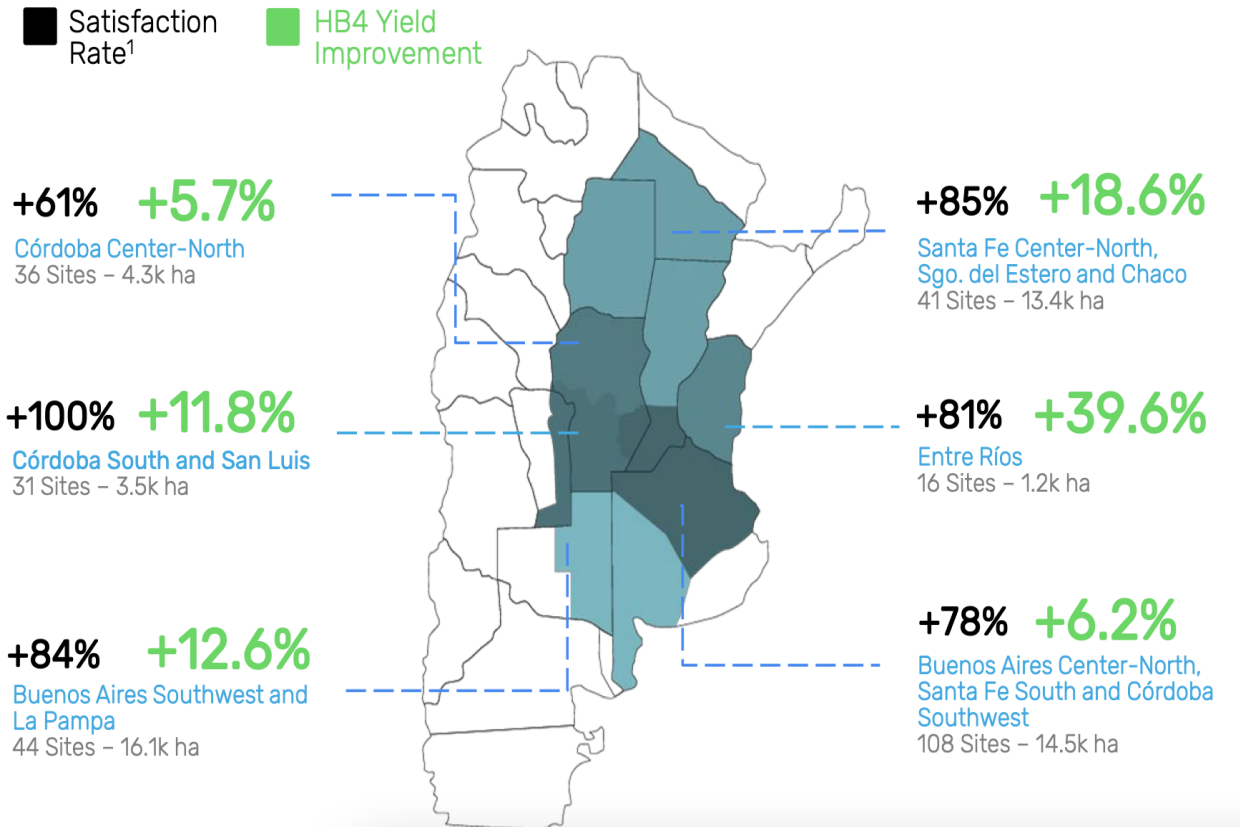 Satisfaction
Rate¹
HB4 Yield
Improvement
+61% +5.7%
Córdoba Center-North
36 Sites – 4.3k ha
+100% +11.8%
Córdoba South and San Luis
31 Sites – 3.5k ha
+84% +12.6%
Buenos Aires Southwest and
La Pampa
44 Sites – 16.1k ha
+85% +18.6%
Santa Fe Center-North,
Sgo. del Estero and Chaco
41 Sites – 13.4k ha
+81% +39.6%
Entre Ríos
16 Sites – 1.2k ha
+78% +6.2%
Buenos Aires Center-North,
Santa Fe South and Córdoba
Southwest
108 Sites – 14.5k ha